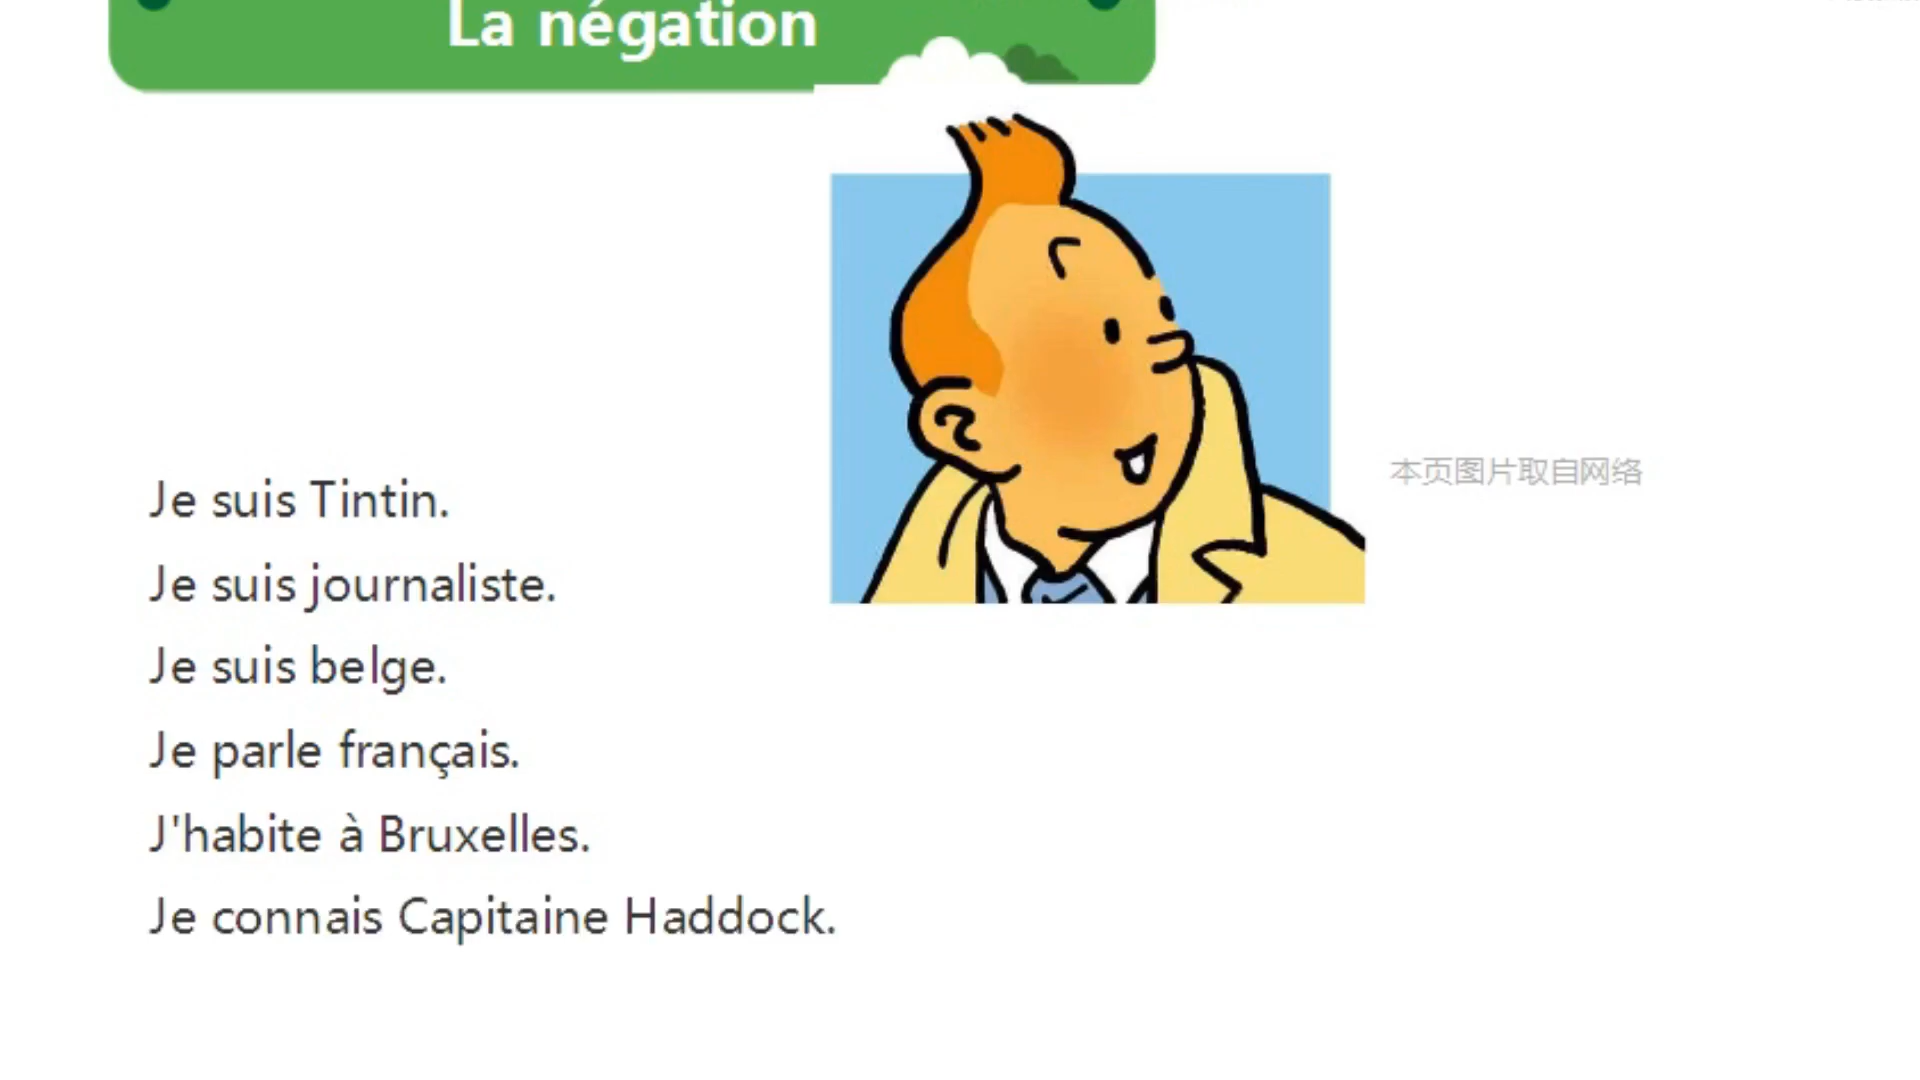 La négation
本页图片取自网络
Je suis Tintin.
Je suis journaliste.
Je suis belge.
Je parle français.
J'habite à Bruxelles.
Je connais Capitaine Haddock.